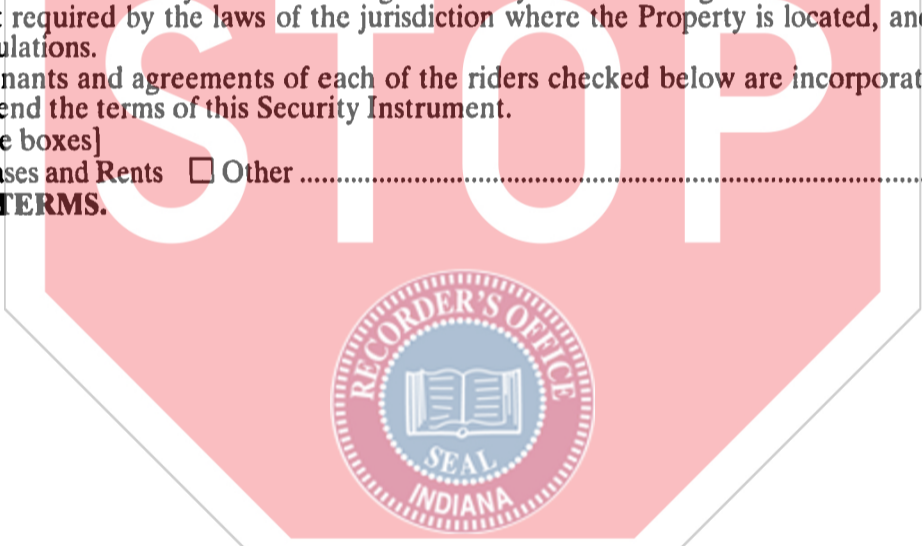 required by the laws of the jurisdiction where the Property is located,
ulations.
nants and agreements of each of the riders checked below are incorporat
end the terms of this Security Instrument.
e boxes]
ses and Rents ☐ Other ........................................................
TERMS.
STOP
RECORDER'S OFFICE
SEAL
INDIANA